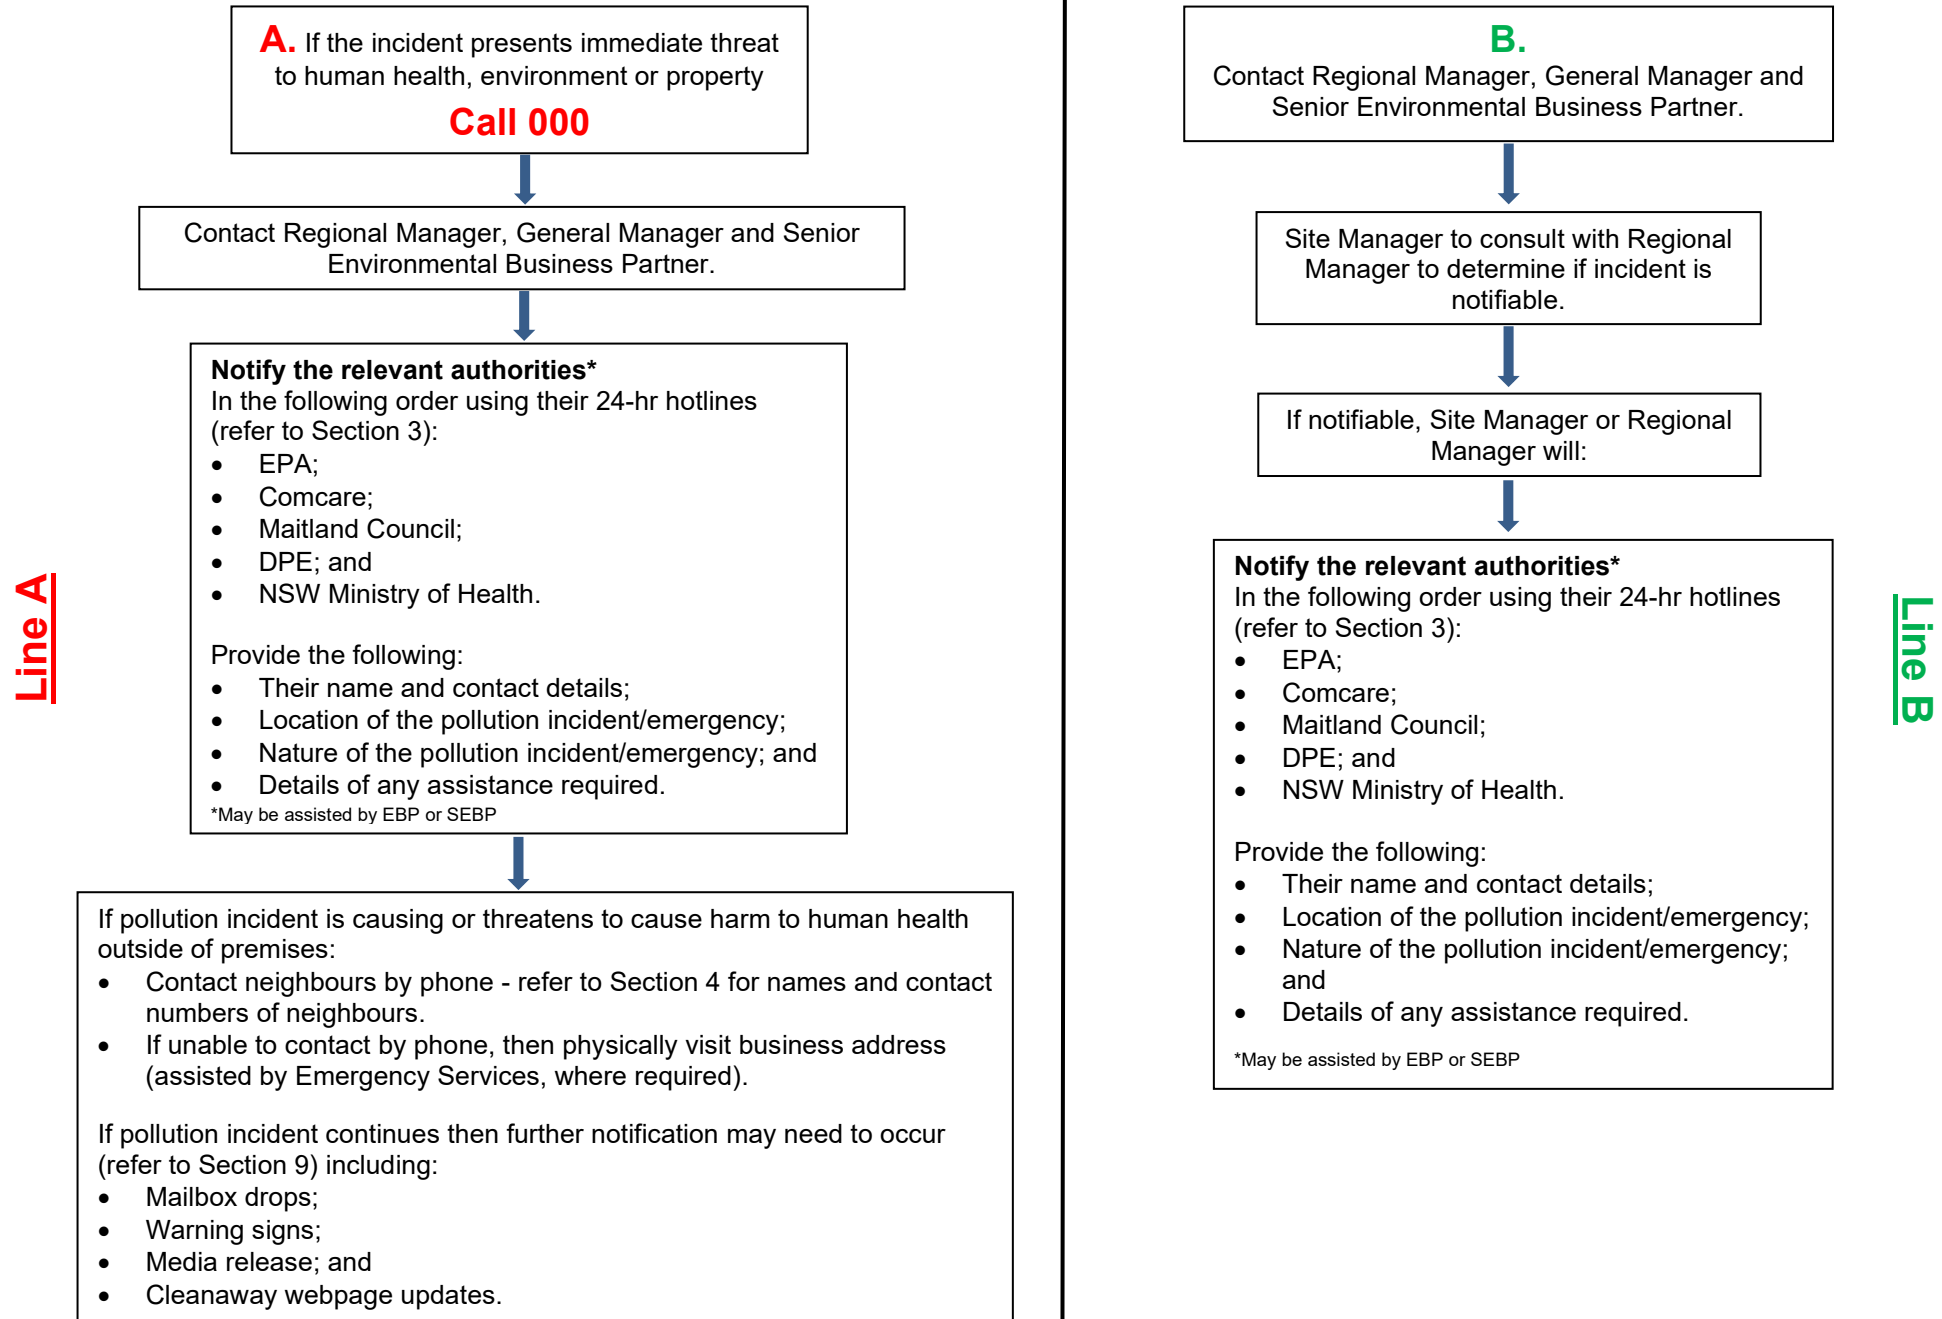 A. If the incident presents immediate threat
to human health, environment or property
Call 000
Contact Regional Manager, General Manager and Senior
Environmental Business Partner.
Notify the relevant authorities*
In the following order using their 24-hr hotlines
(refer to Section 3):
• EPA;
• Comcare;
• Maitland Council;
• DPE; and
• NSW Ministry of Health.
Provide the following:
• Their name and contact details;
• Location of the pollution incident/emergency;
• Nature of the pollution incident/emergency; and
• Details of any assistance required.
*May be assisted by EBP or SEBP
If pollution incident is causing or threatens to cause harm to human health
outside of premises:
• Contact neighbours by phone - refer to Section 4 for names and contact
numbers of neighbours.
• If unable to contact by phone, then physically visit business address
(assisted by Emergency Services, where required).
If pollution incident continues then further notification may need to occur
(refer to Section 9) including:
• Mailbox drops;
• Warning signs;
• Media release; and
• Cleanaway webpage updates.
Line A
B.
Contact Regional Manager, General Manager and
Senior Environmental Business Partner.
Site Manager to consult with Regional
Manager to determine if incident is
notifiable.
If notifiable, Site Manager or Regional
Manager will:
Notify the relevant authorities*
In the following order using their 24-hr hotlines
(refer to Section 3):
• EPA;
• Comcare;
• Maitland Council;
• DPE; and
• NSW Ministry of Health.
Provide the following:
• Their name and contact details;
• Location of the pollution incident/emergency;
• Nature of the pollution incident/emergency;
and
• Details of any assistance required.
*May be assisted by EBP or SEBP
Line B